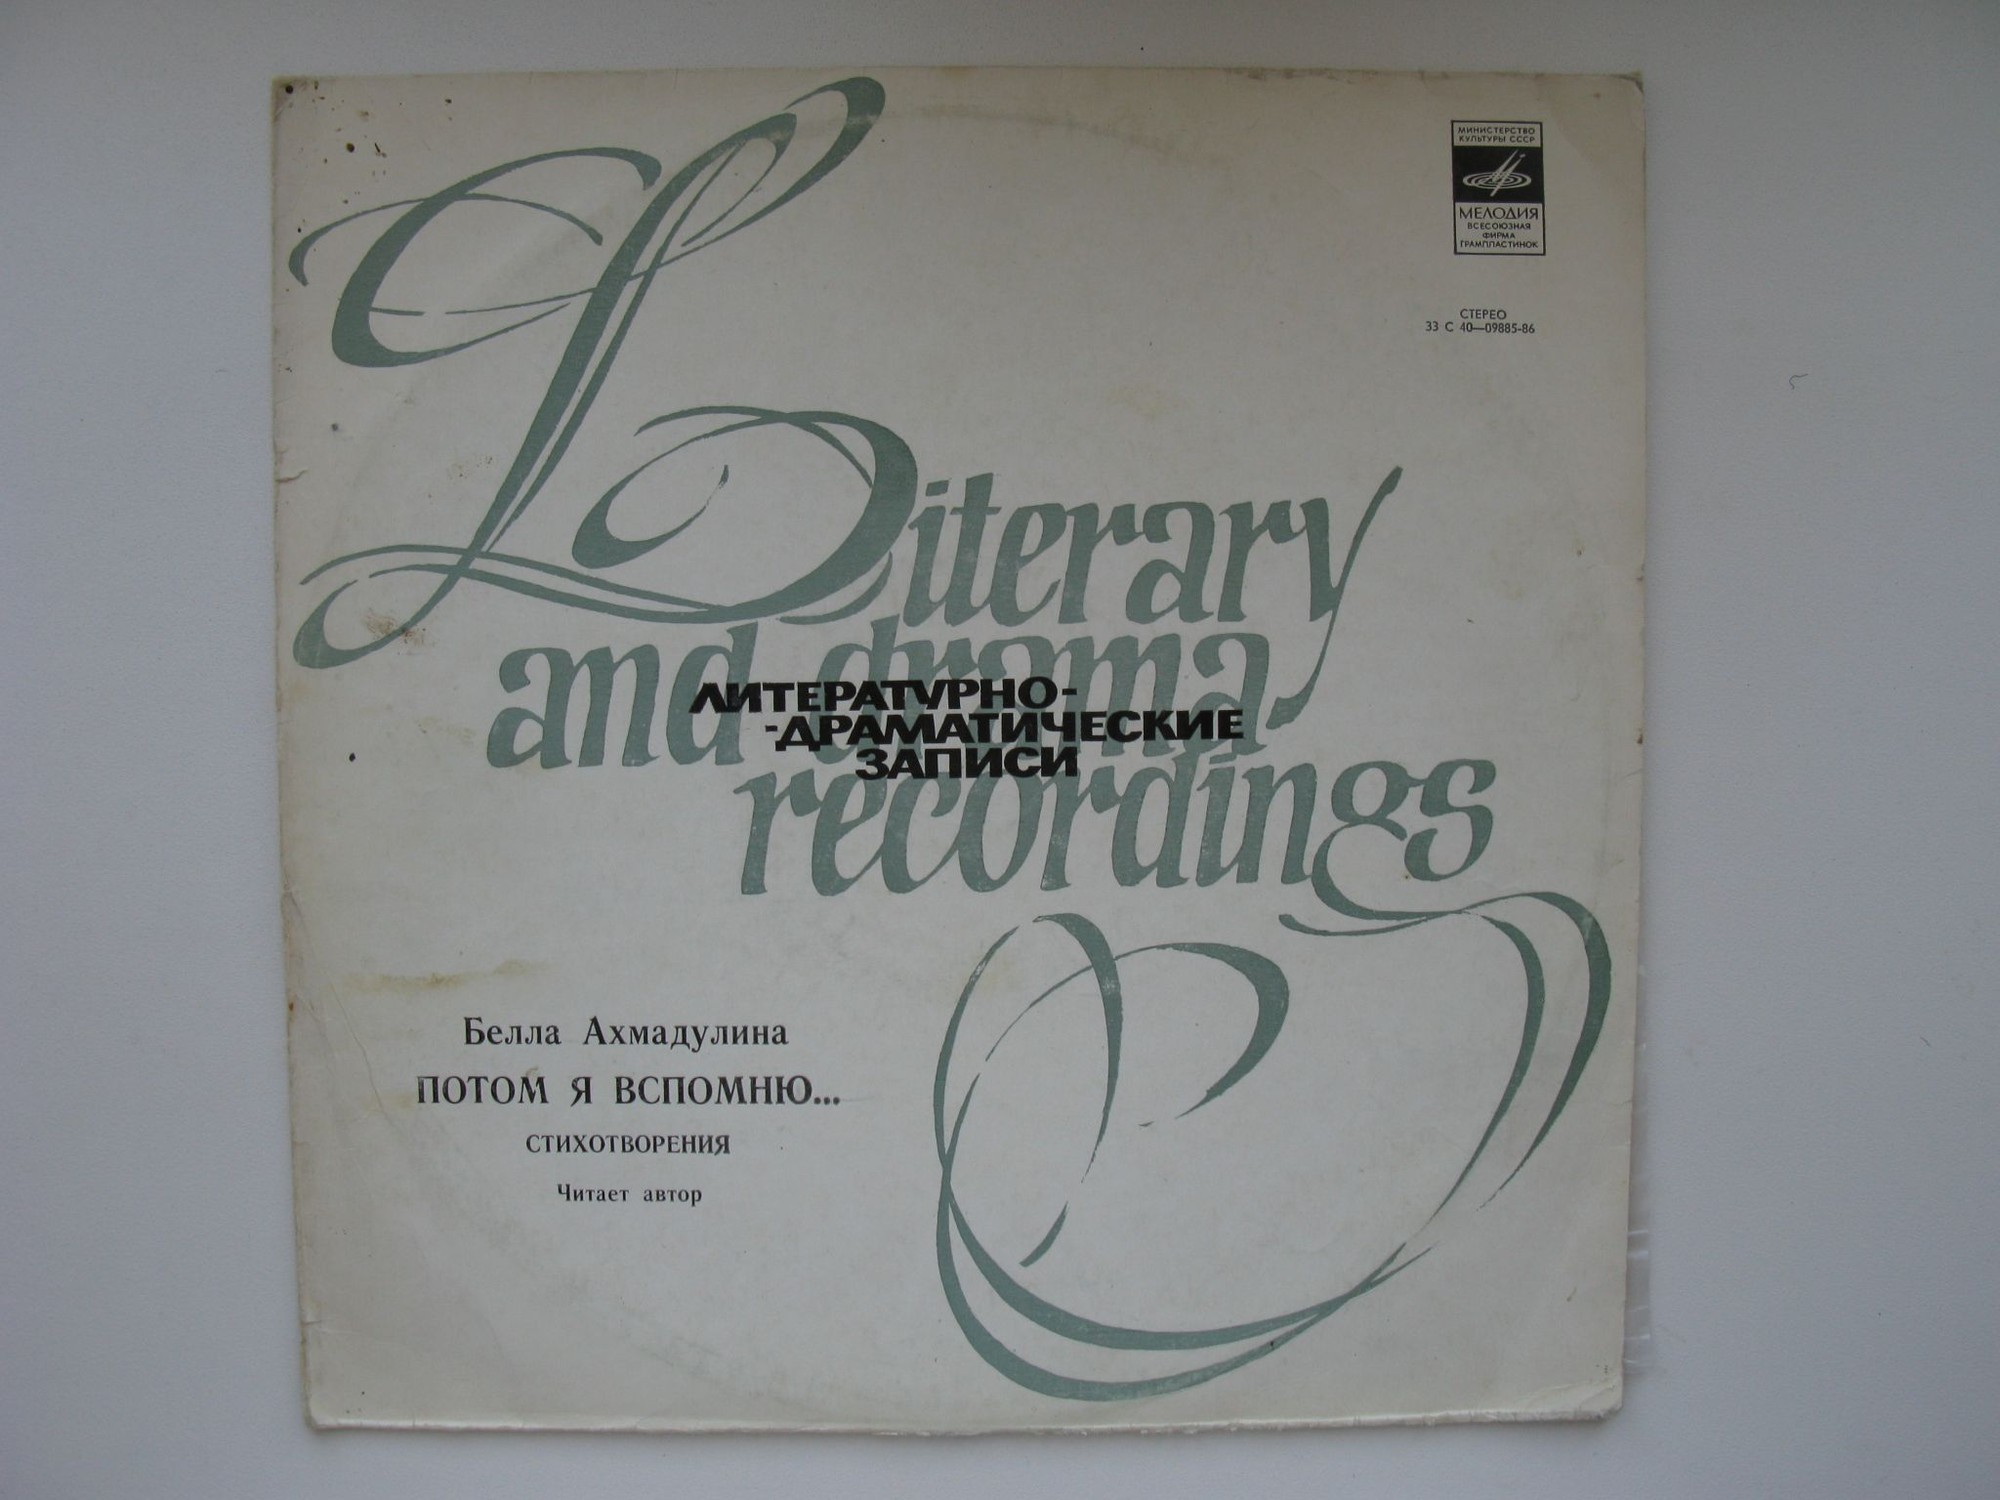 МИНИСТЕРСТВО
КУЛЬТУРЫ СССР
МЕЛОДИЯ
ВСЕСОЮЗНАЯ
ФИРМА
ГРАМПЛАСТИНОК
СТЕРЕО
33 С 40—09885-86
Literary
and drama
recordings
ЛИТЕРАТУРНО-
-ДРАМАТИЧЕСКИЕ
ЗАПИСИ
Белла Ахмадулина
ПОТОМ Я ВСПОМНЮ...
СТИХОТВОРЕНИЯ
Читает автор